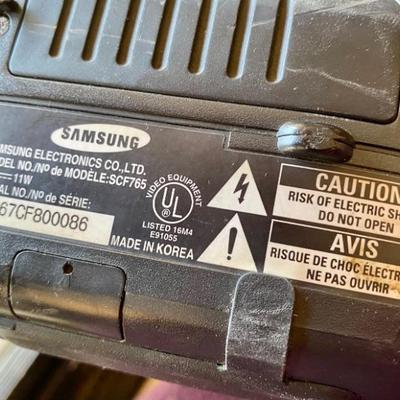 SAMSUNG
MSUNG ELECTRONICS CO.,LTD.
DEL NO./Nº de MODÈLE:SCF765
11W
AL NO./Nº de SÉRIE:
67CF800086
VIDEO EQUIPMENT
UL
LISTED 16M4
E91055
MADE IN KOREA
CAUTION
RISK OF ELECTRIC SH
DO NOT OPEN
AVIS
RISQUE DE CHOC ÉLECTR
NE PAS OUVRIR